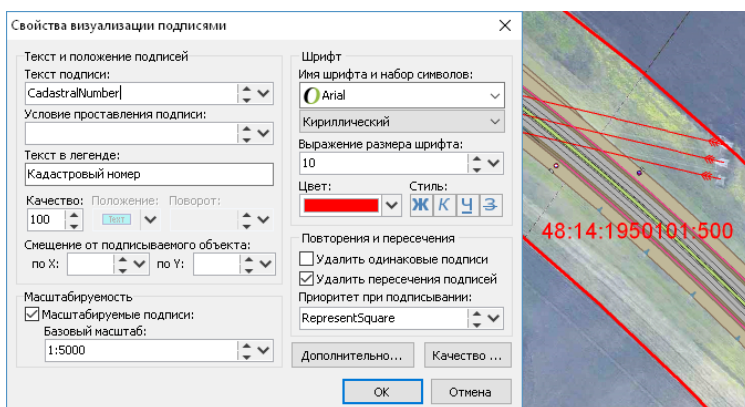 Свойства визуализации подписями
Текст и положение подписей
Текст подписи:
CadastralNumber
Условие проставления подписи:
Текст в легенде:
Кадастровый номер
Качество: Положение: Поворот:
100 Text
Смещение от подписываемого объекта:
по X: по Y:
Масштабируемость
Масштабируемые подписи:
Базовый масштаб:
1:5000
Шрифт
Имя шрифта и набор символов:
Arial
Кириллический
Выражение размера шрифта:
10
Цвет: Стиль:
Ж К Ч З
Повторения и пересечения
Удалить одинаковые подписи
Удалить пересечения подписей
Приоритет при подписывании:
RepresentSquare
Дополнительно... Качество ...
OK Отмена
48:14:1950101:500